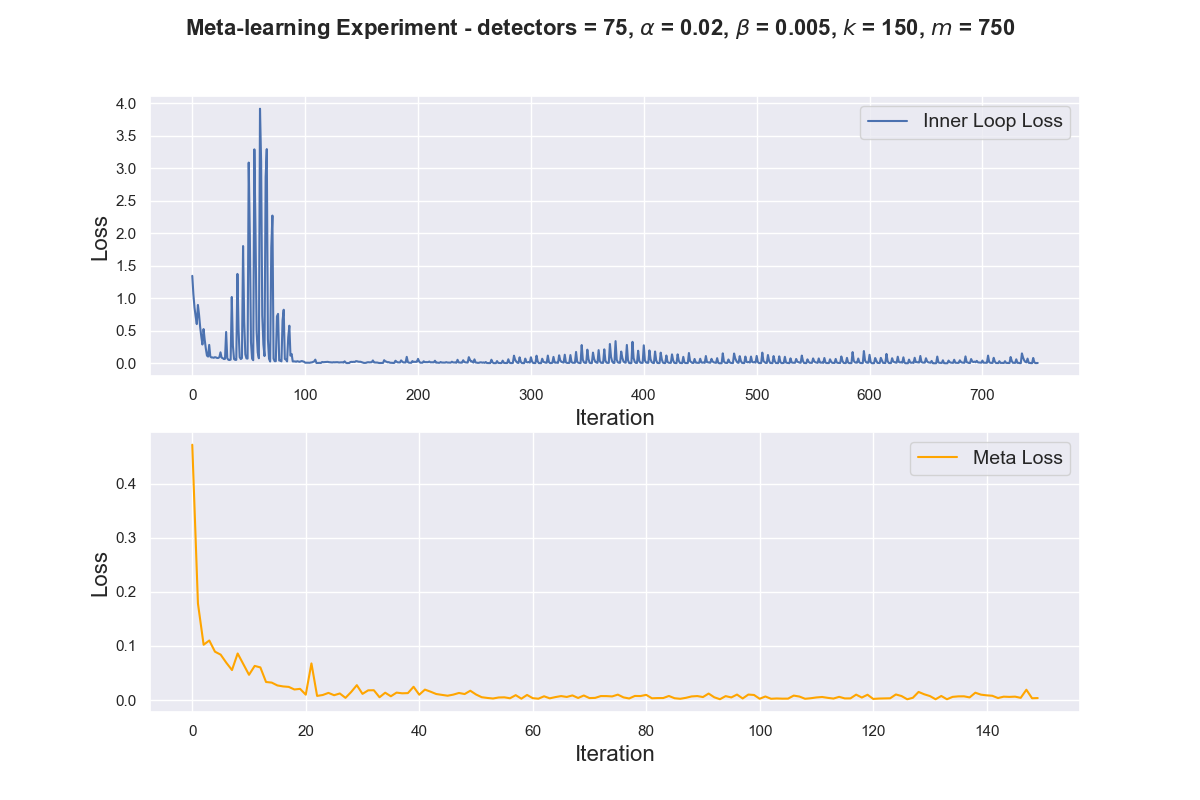 Meta-learning Experiment - detectors = 75, α = 0.02, β = 0.005, k = 150, m = 750
4.0
3.5
3.0
2.5
2.0
1.5
1.0
0.5
0.0
Loss
Inner Loop Loss
0 100 200 300 400 500 600 700
Iteration
0.4
0.3
0.2
0.1
0.0
Loss
Meta Loss
0 20 40 60 80 100 120 140
Iteration